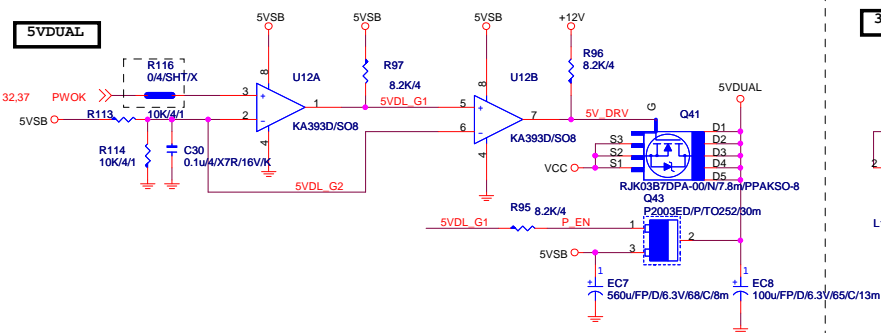 5VDUAL
5VSB
5VSB
5VSB
+12V
3
R116
0/4/SHT/X
R97
8.2K/4
R96
8.2K/4
U12A
U12B
5VDUAL
32,37 PWOK
8
3
+
2
-
1
4
KA393D/SO8
5VDL_G1
8
5
+
6
-
7
4
KA393D/SO8
5V_DRV
G
Q41
5VSB
R113
10K/4/1
R114
10K/4/1
C30
0.1u/4/X7R/16V/K
5VDL_G2
VCC
S3
S2
S1
D1
D2
D3
D4
D5
RJK03B7DPA-00/N/7.8m/PPAKSO-8
Q43
P2003ED/P/TO252/30m
5VDL_G1
R95
8.2K/4
P_EN
1
2
3
5VSB
1
+
EC7
560u/FP/D/6.3V/68/C/8m
1
+
EC8
100u/FP/D/6.3V/65/C/13m
2
L